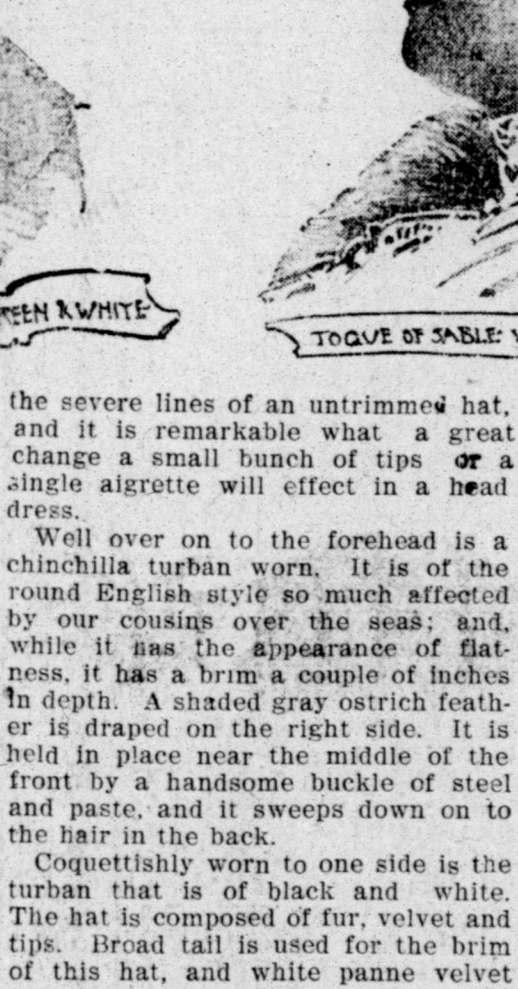 & WHITE
TOQUE OF SABLE
the severe lines of an untrimmed hat,
and it is remarkable what a great
change a small bunch of tips or a
single aigrette will effect in a head
dress.
Well over on to the forehead is a
chinchilla turban worn. It is of the
round English style so much affected
by our cousins over the seas; and,
while it has the appearance of flat-
ness, it has a brim a couple of inches
in depth. A shaded gray ostrich feath-
er is draped on the right side. It is
held in place near the middle of the
front by a handsome buckle of steel
and paste, and it sweeps down on to
the hair in the back.
Coquettishly worn to one side is the
turban that is of black and white.
The hat is composed of fur, velvet and
tips. Broad tail is used for the brim
of this hat, and white panne velvet